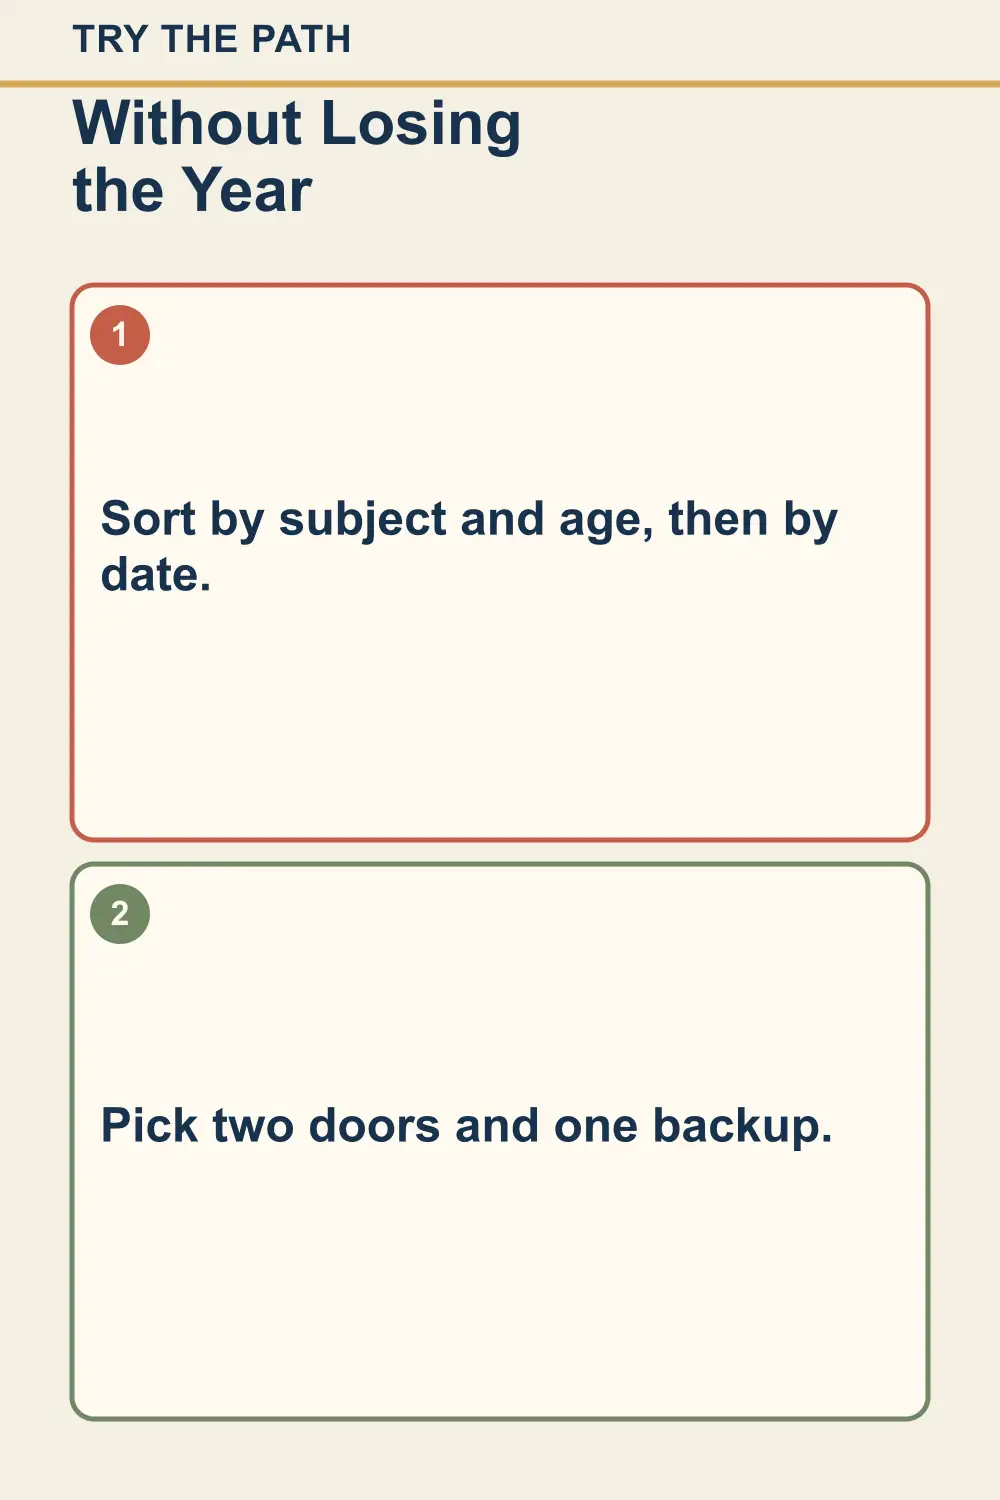 TRY THE PATH
Without Losing
the Year
1
Sort by subject and age, then by
date.
2
Pick two doors and one backup.